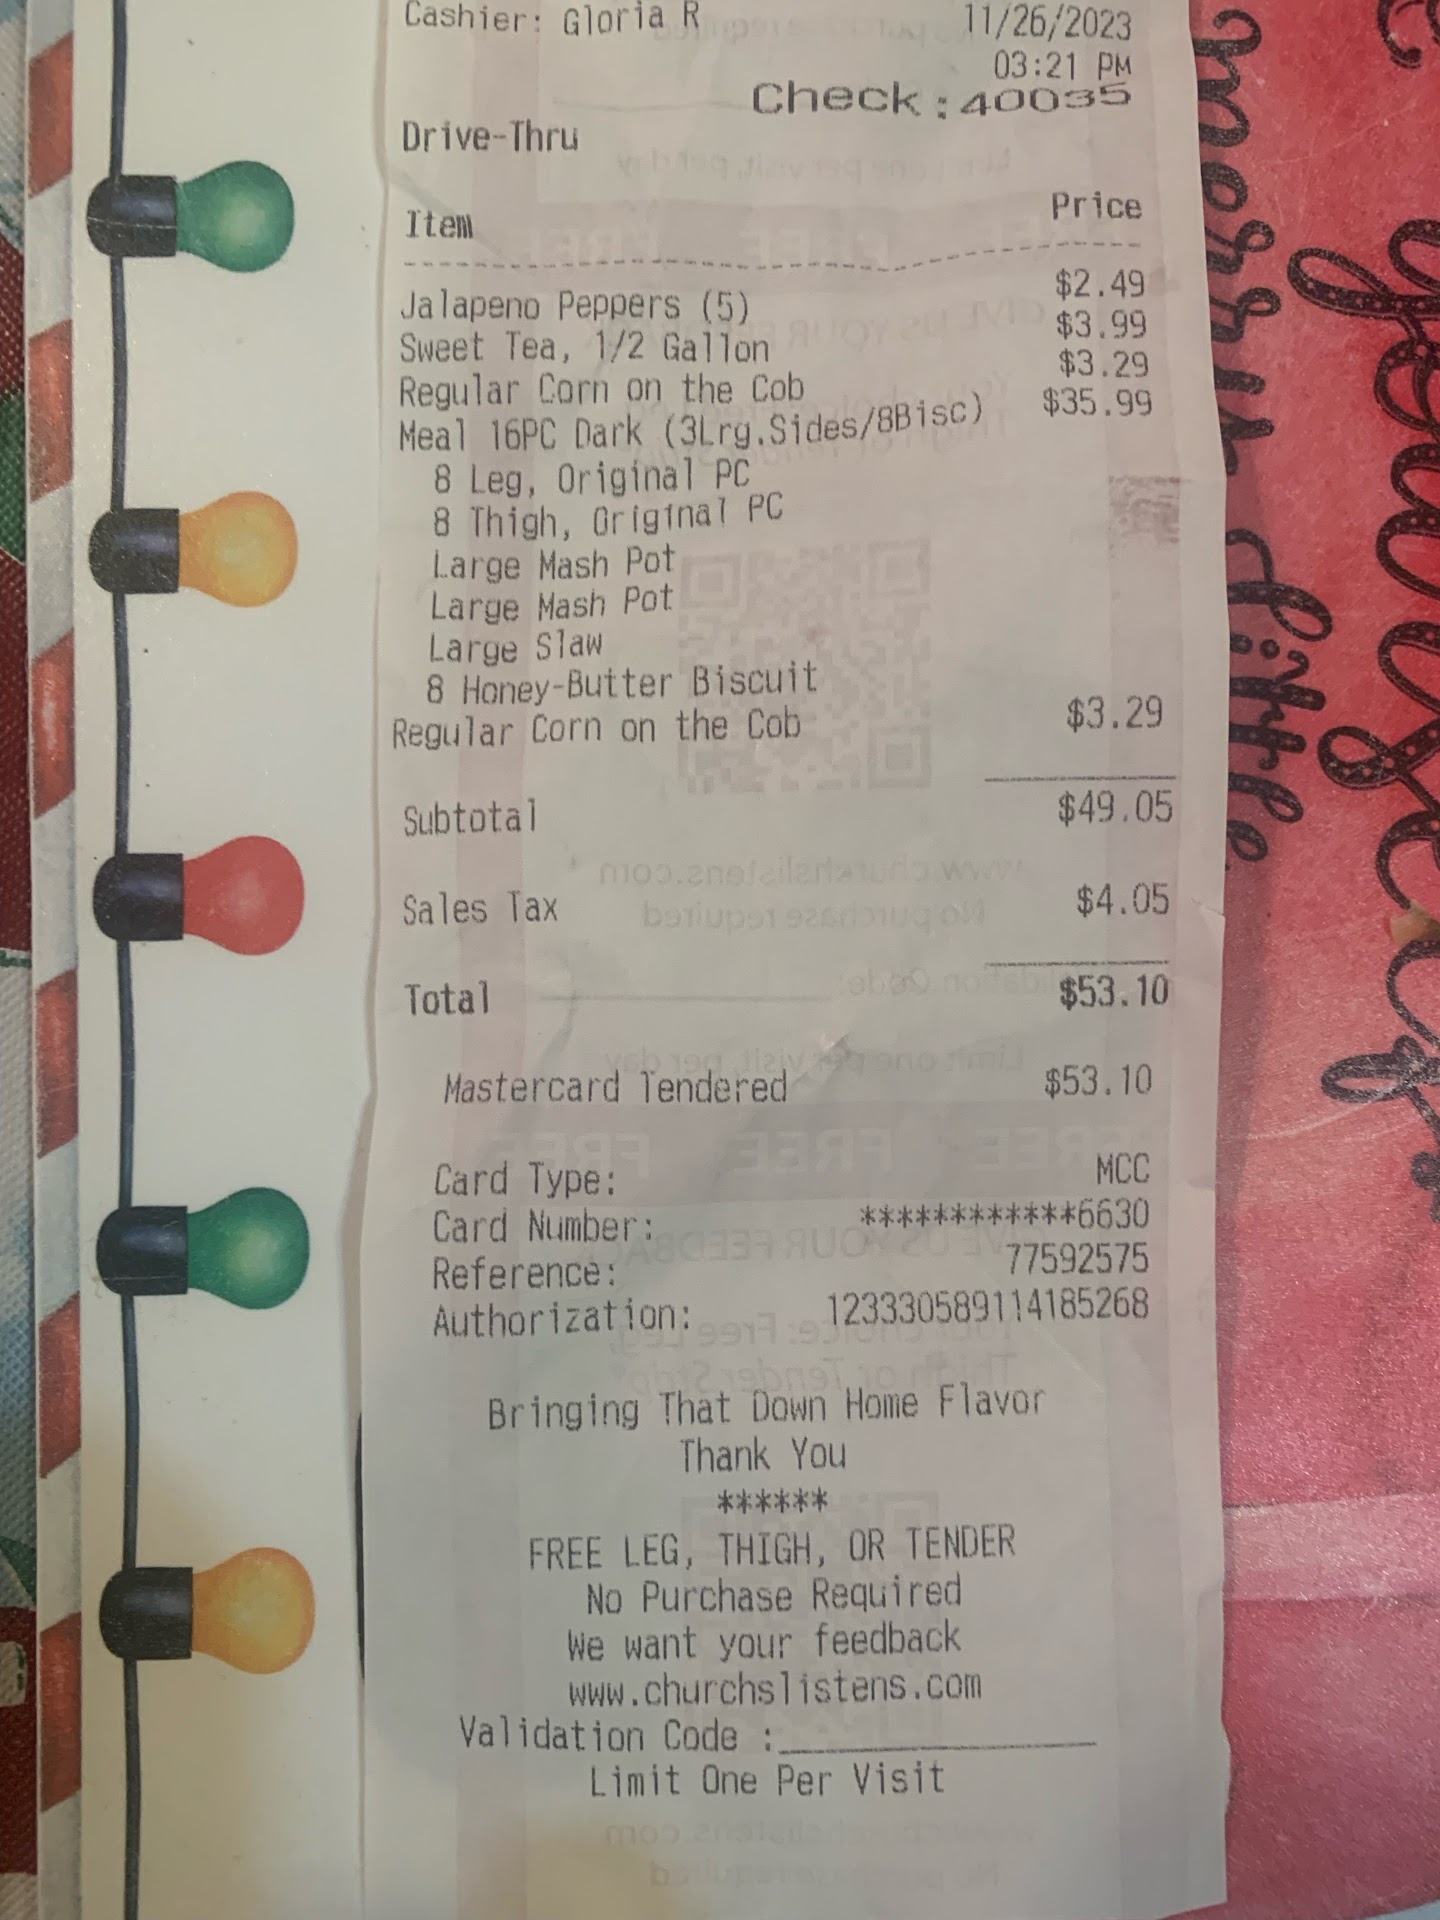 Cashier: Gloria R 11/26/2023
03:21 PM
Check:40035
Drive-Thru
Item Price
Jalapeno Peppers (5) $2.49
Sweet Tea, 1/2 Gallon $3.99
Regular Corn on the Cob $3.29
Meal 16PC Dark (3Lrg.Sides/8Bisc) $35.99
8 Leg, Original PC
8 Thigh, Original PC
Large Mash Pot
Large Mash Pot
Large Slaw
8 Honey-Butter Biscuit
Regular Corn on the Cob $3.29
Subtotal $49.05
Sales Tax $4.05
Total $53.10
Mastercard Tendered $53.10
Card Type: MCC
Card Number: ************6630
Reference: 77592575
Authorization: 123330589114185268
Bringing That Down Home Flavor
Thank You
******
FREE LEG, THIGH, OR TENDER
No Purchase Required
We want your feedback
www.churchslistens.com
Validation Code :
Limit One Per Visit
merry little